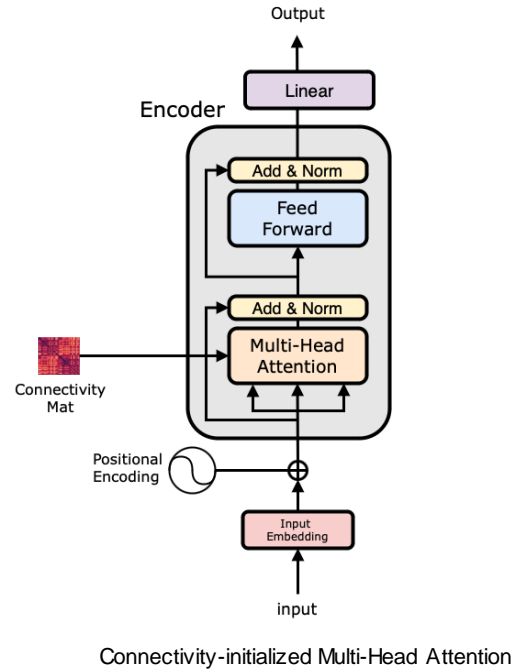 Output
Linear
Encoder
Add & Norm
Feed
Forward
Add & Norm
Multi-Head
Attention
Connectivity
Mat
Positional
Encoding
Input
Embedding
input
Connectivity-initialized Multi-Head Attention